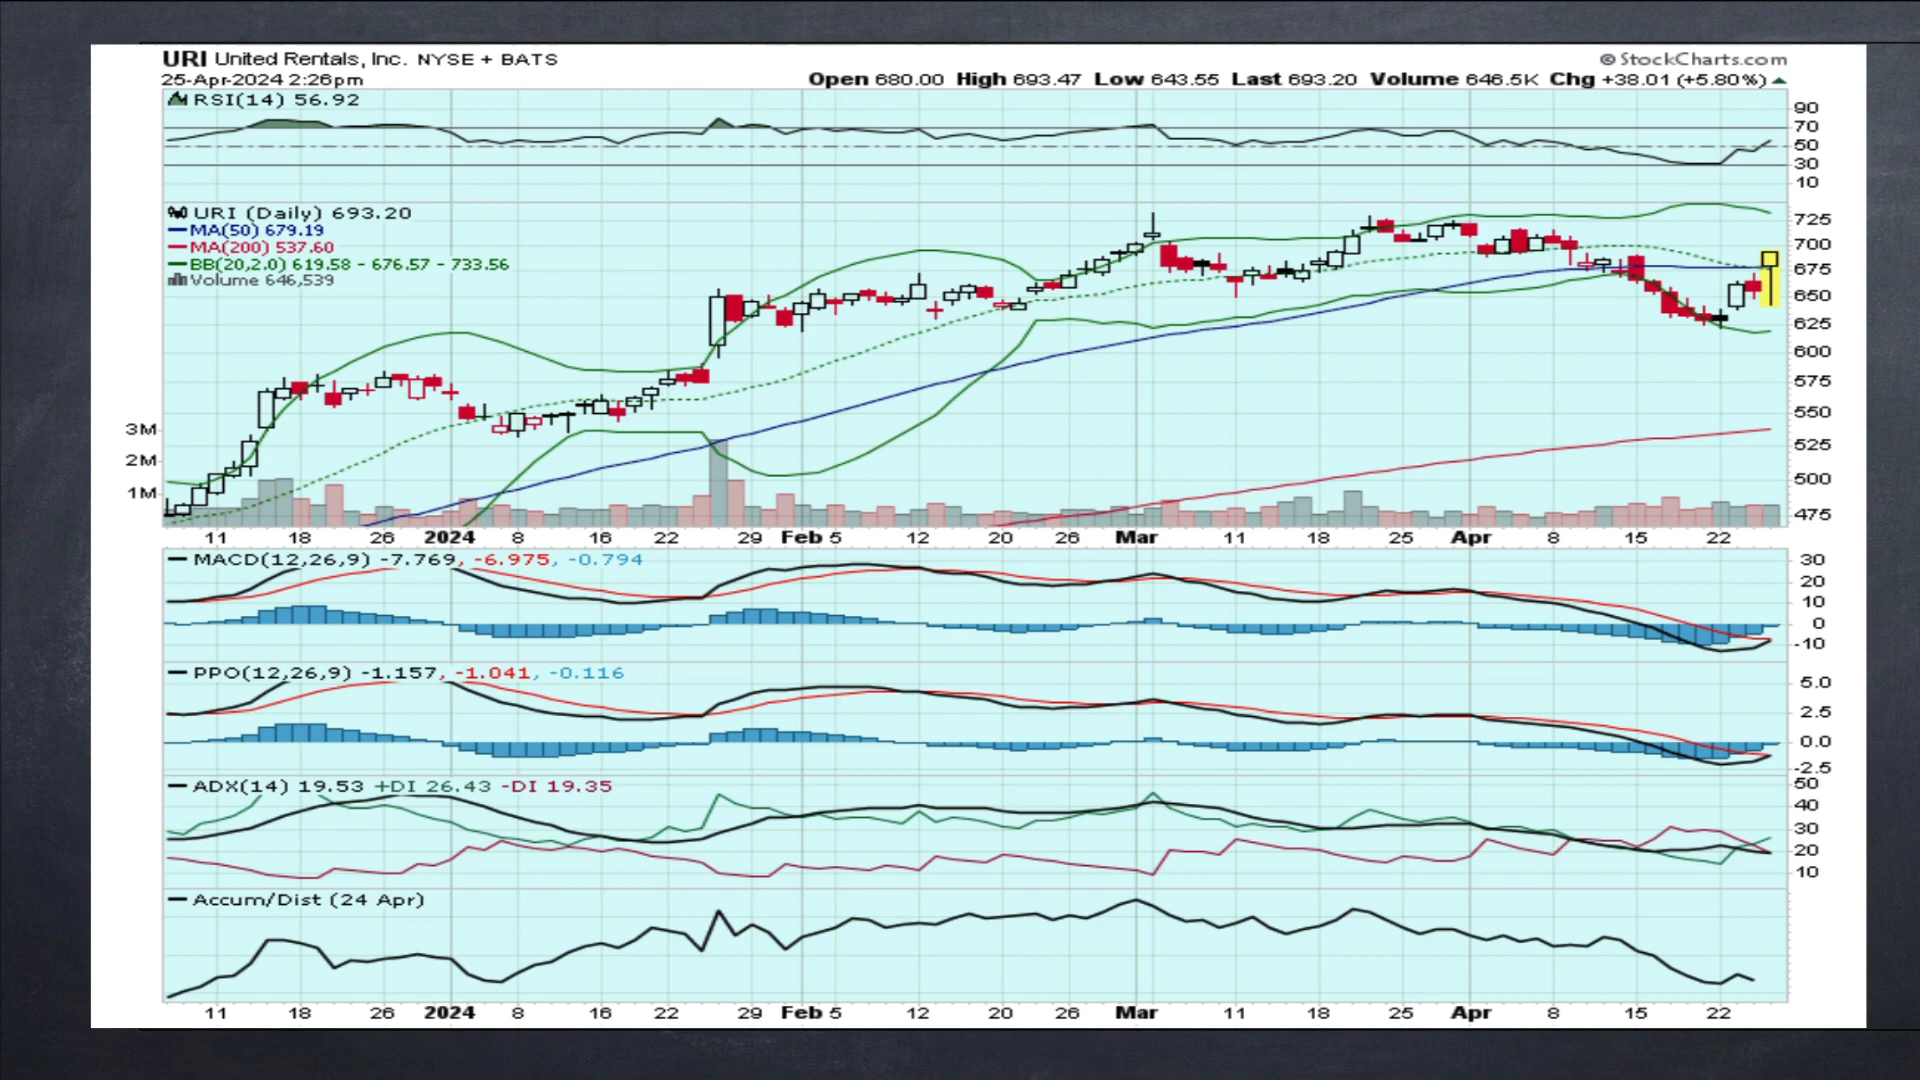 URI United Rentals, Inc. NYSE + BATS
© StockCharts.com
25-Apr-2024 2:26pm
Open 680.00 High 693.47 Low 643.55 Last 693.20 Volume 646.5K Chg +38.01 (+5.80%)
RSI(14) 56.92
90
70
50
30
10
URI (Daily) 693.20
MA(50) 679.19
MA(200) 537.60
BB(20,2.0) 619.58 - 676.57 - 733.56
Volume 646,539
725
700
675
650
625
600
575
550
525
500
475
3M
2M
1M
11 18 26 2024 8 16 22 29 Feb 5 12 20 26 Mar 11 18 25 Apr 8 15 22
MACD(12,26,9) -7.769, -6.975, -0.794
30
20
10
0
-10
PPO(12,26,9) -1.157, -1.041, -0.116
5.0
2.5
0.0
-2.5
ADX(14) 19.53 +DI 26.43 -DI 19.35
50
40
30
20
10
Accum/Dist (24 Apr)
11 18 26 2024 8 16 22 29 Feb 5 12 20 26 Mar 11 18 25 Apr 8 15 22